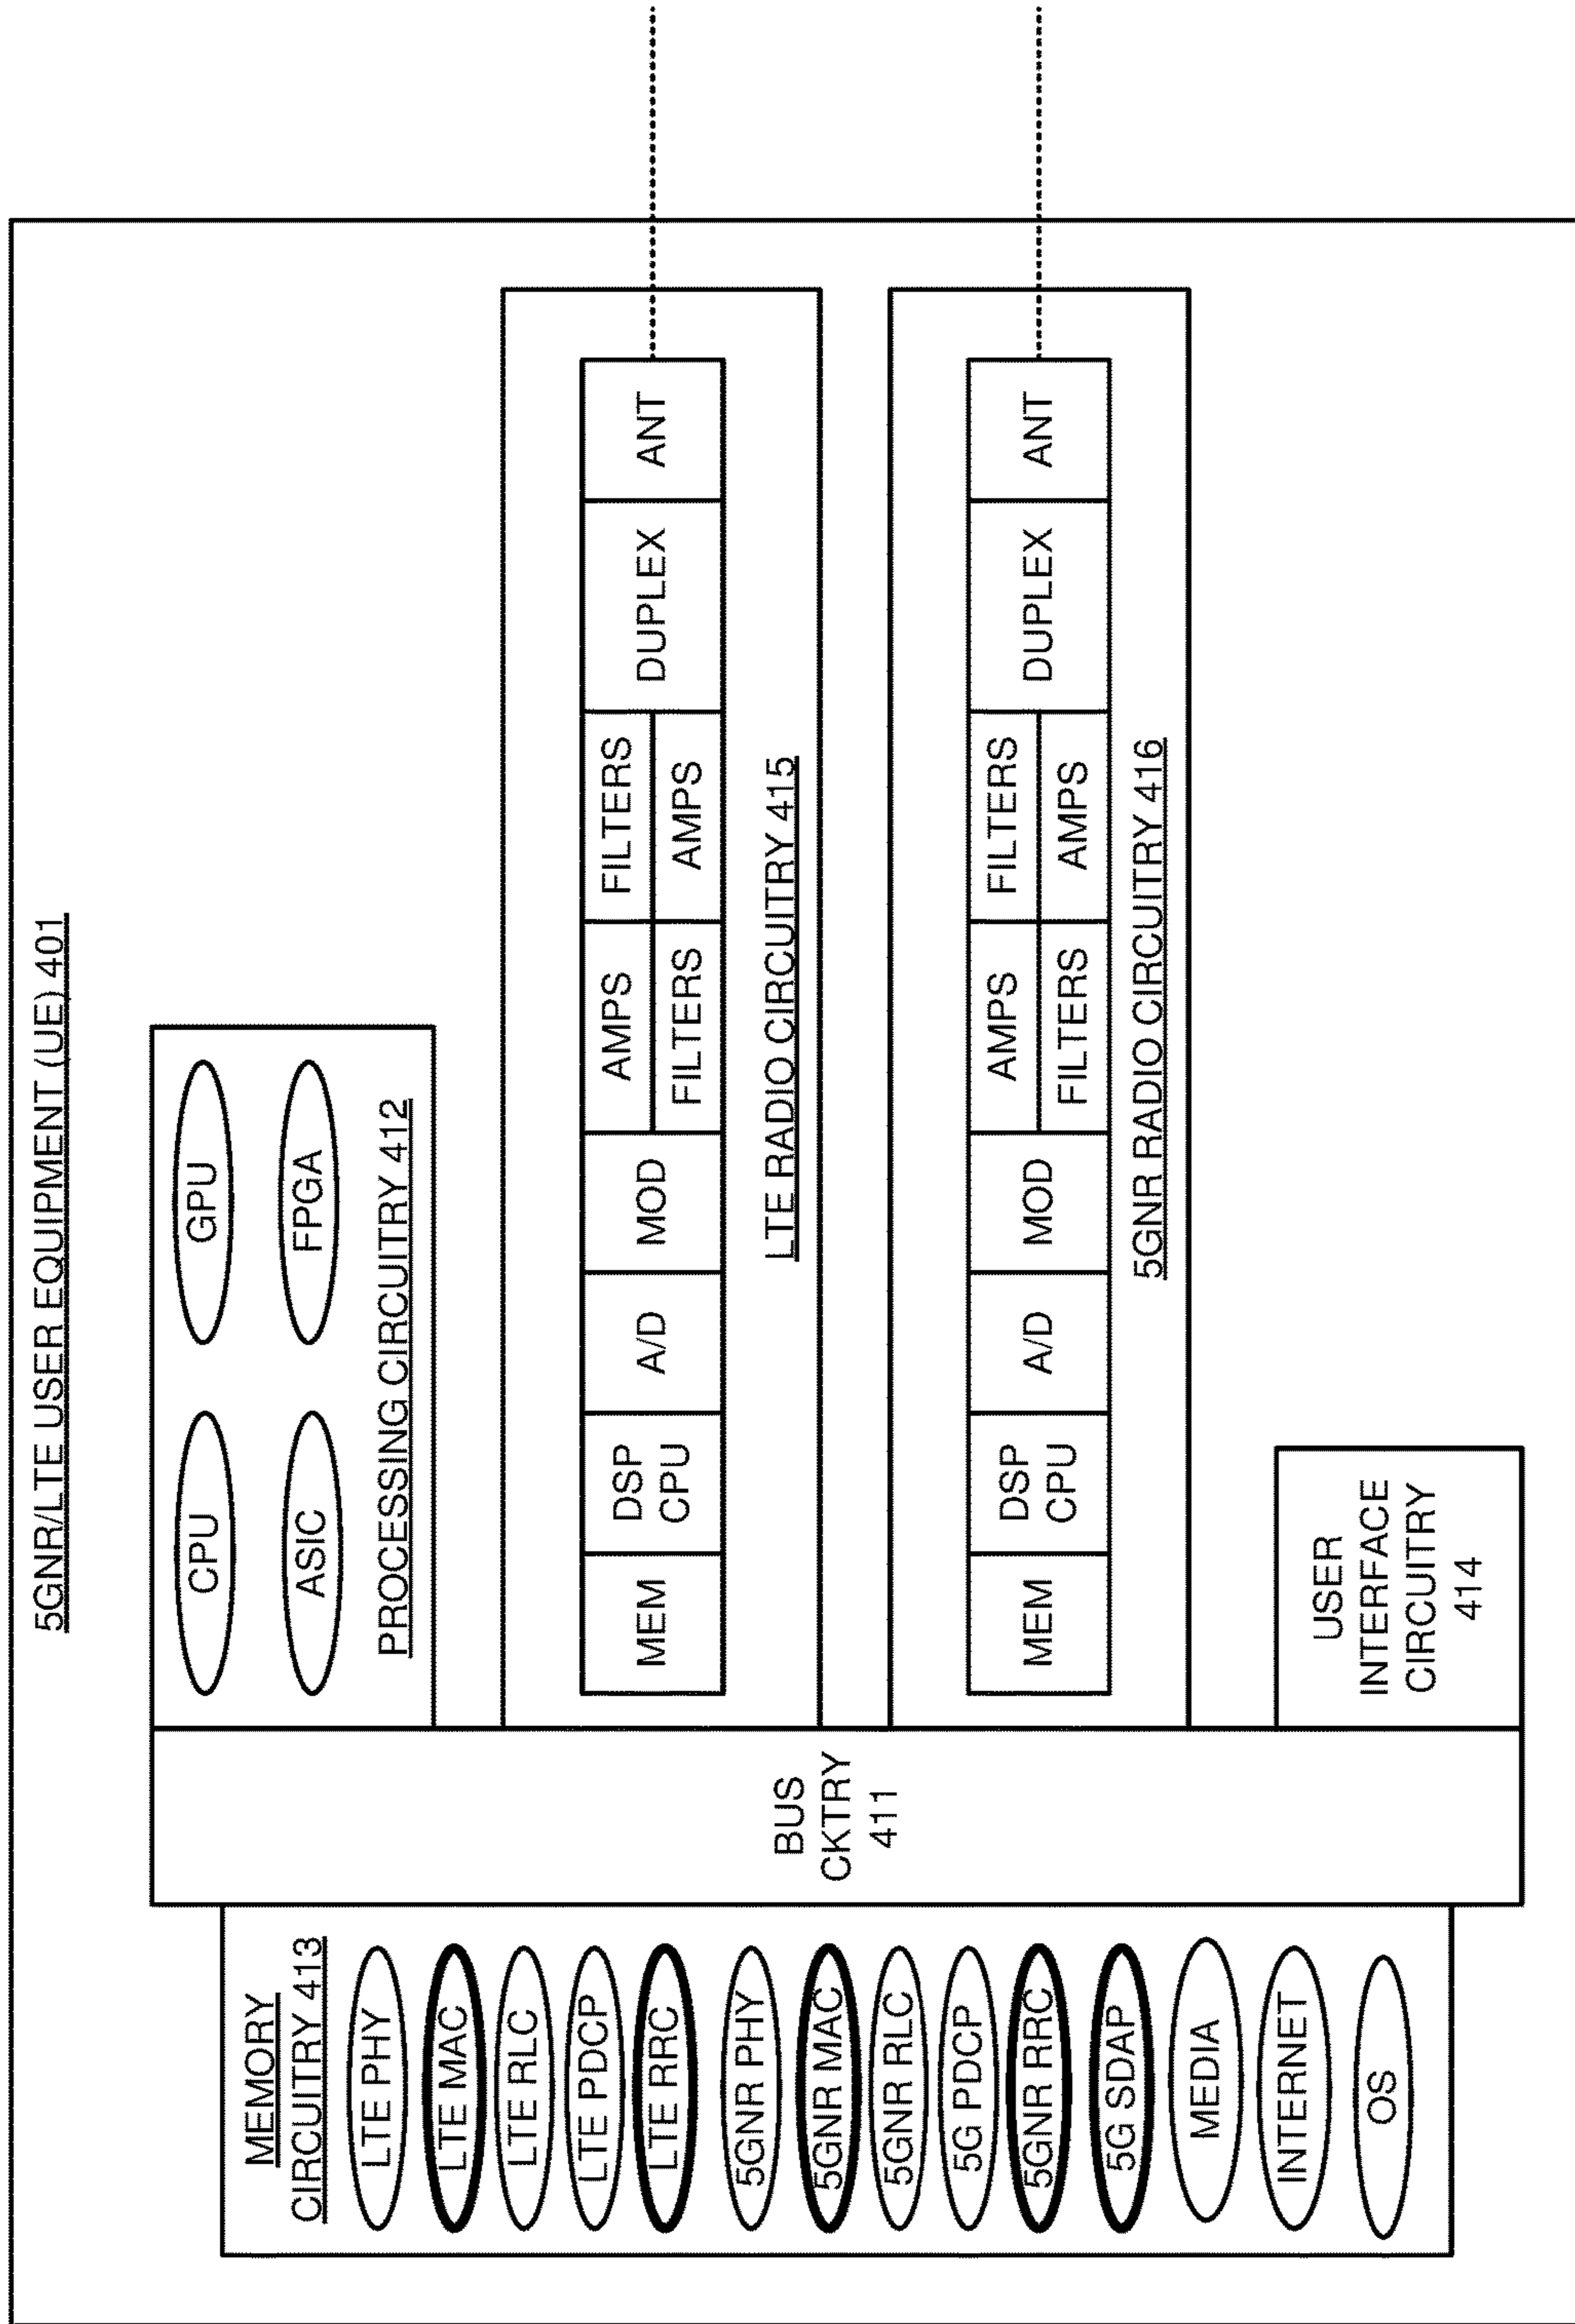 5GNR/LTE USER EQUIPMENT (UE) 401
MEMORY
CIRCUITRY 413
LTE PHY
LTE MAC
LTE RLC
LTE PDCP
LTE RRC
5GNR PHY
5GNR MAC
5GNR RLC
5G PDCP
5GNR RRC
5G SDAP
MEDIA
INTERNET
OS
BUS
CKTRY
411
CPU
GPU
ASIC
FPGA
PROCESSING CIRCUITRY 412
MEM
DSP
CPU
A/D
MOD
AMPS
FILTERS
FILTERS
AMPS
DUPLEX
ANT
LTE RADIO CIRCUITRY 415
MEM
DSP
CPU
A/D
MOD
AMPS
FILTERS
FILTERS
AMPS
DUPLEX
ANT
5GNR RADIO CIRCUITRY 416
USER
INTERFACE
CIRCUITRY
414